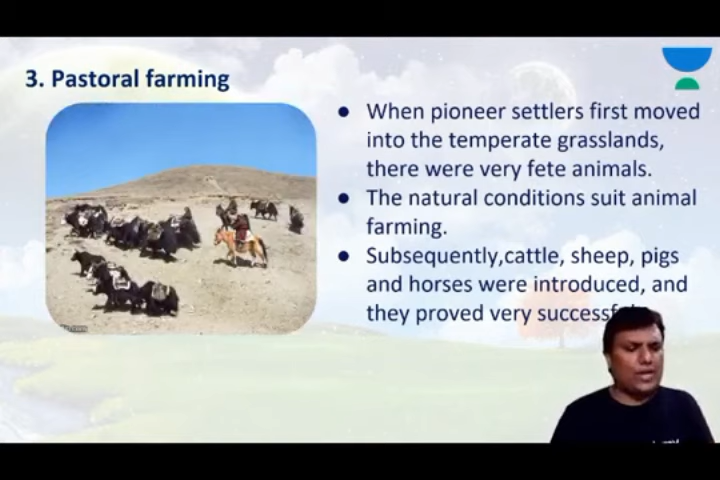 3. Pastoral farming
● When pioneer settlers first moved
into the temperate grasslands,
there were very fete animals.
● The natural conditions suit animal
farming.
● Subsequently,cattle, sheep, pigs
and horses were introduced, and
they proved very